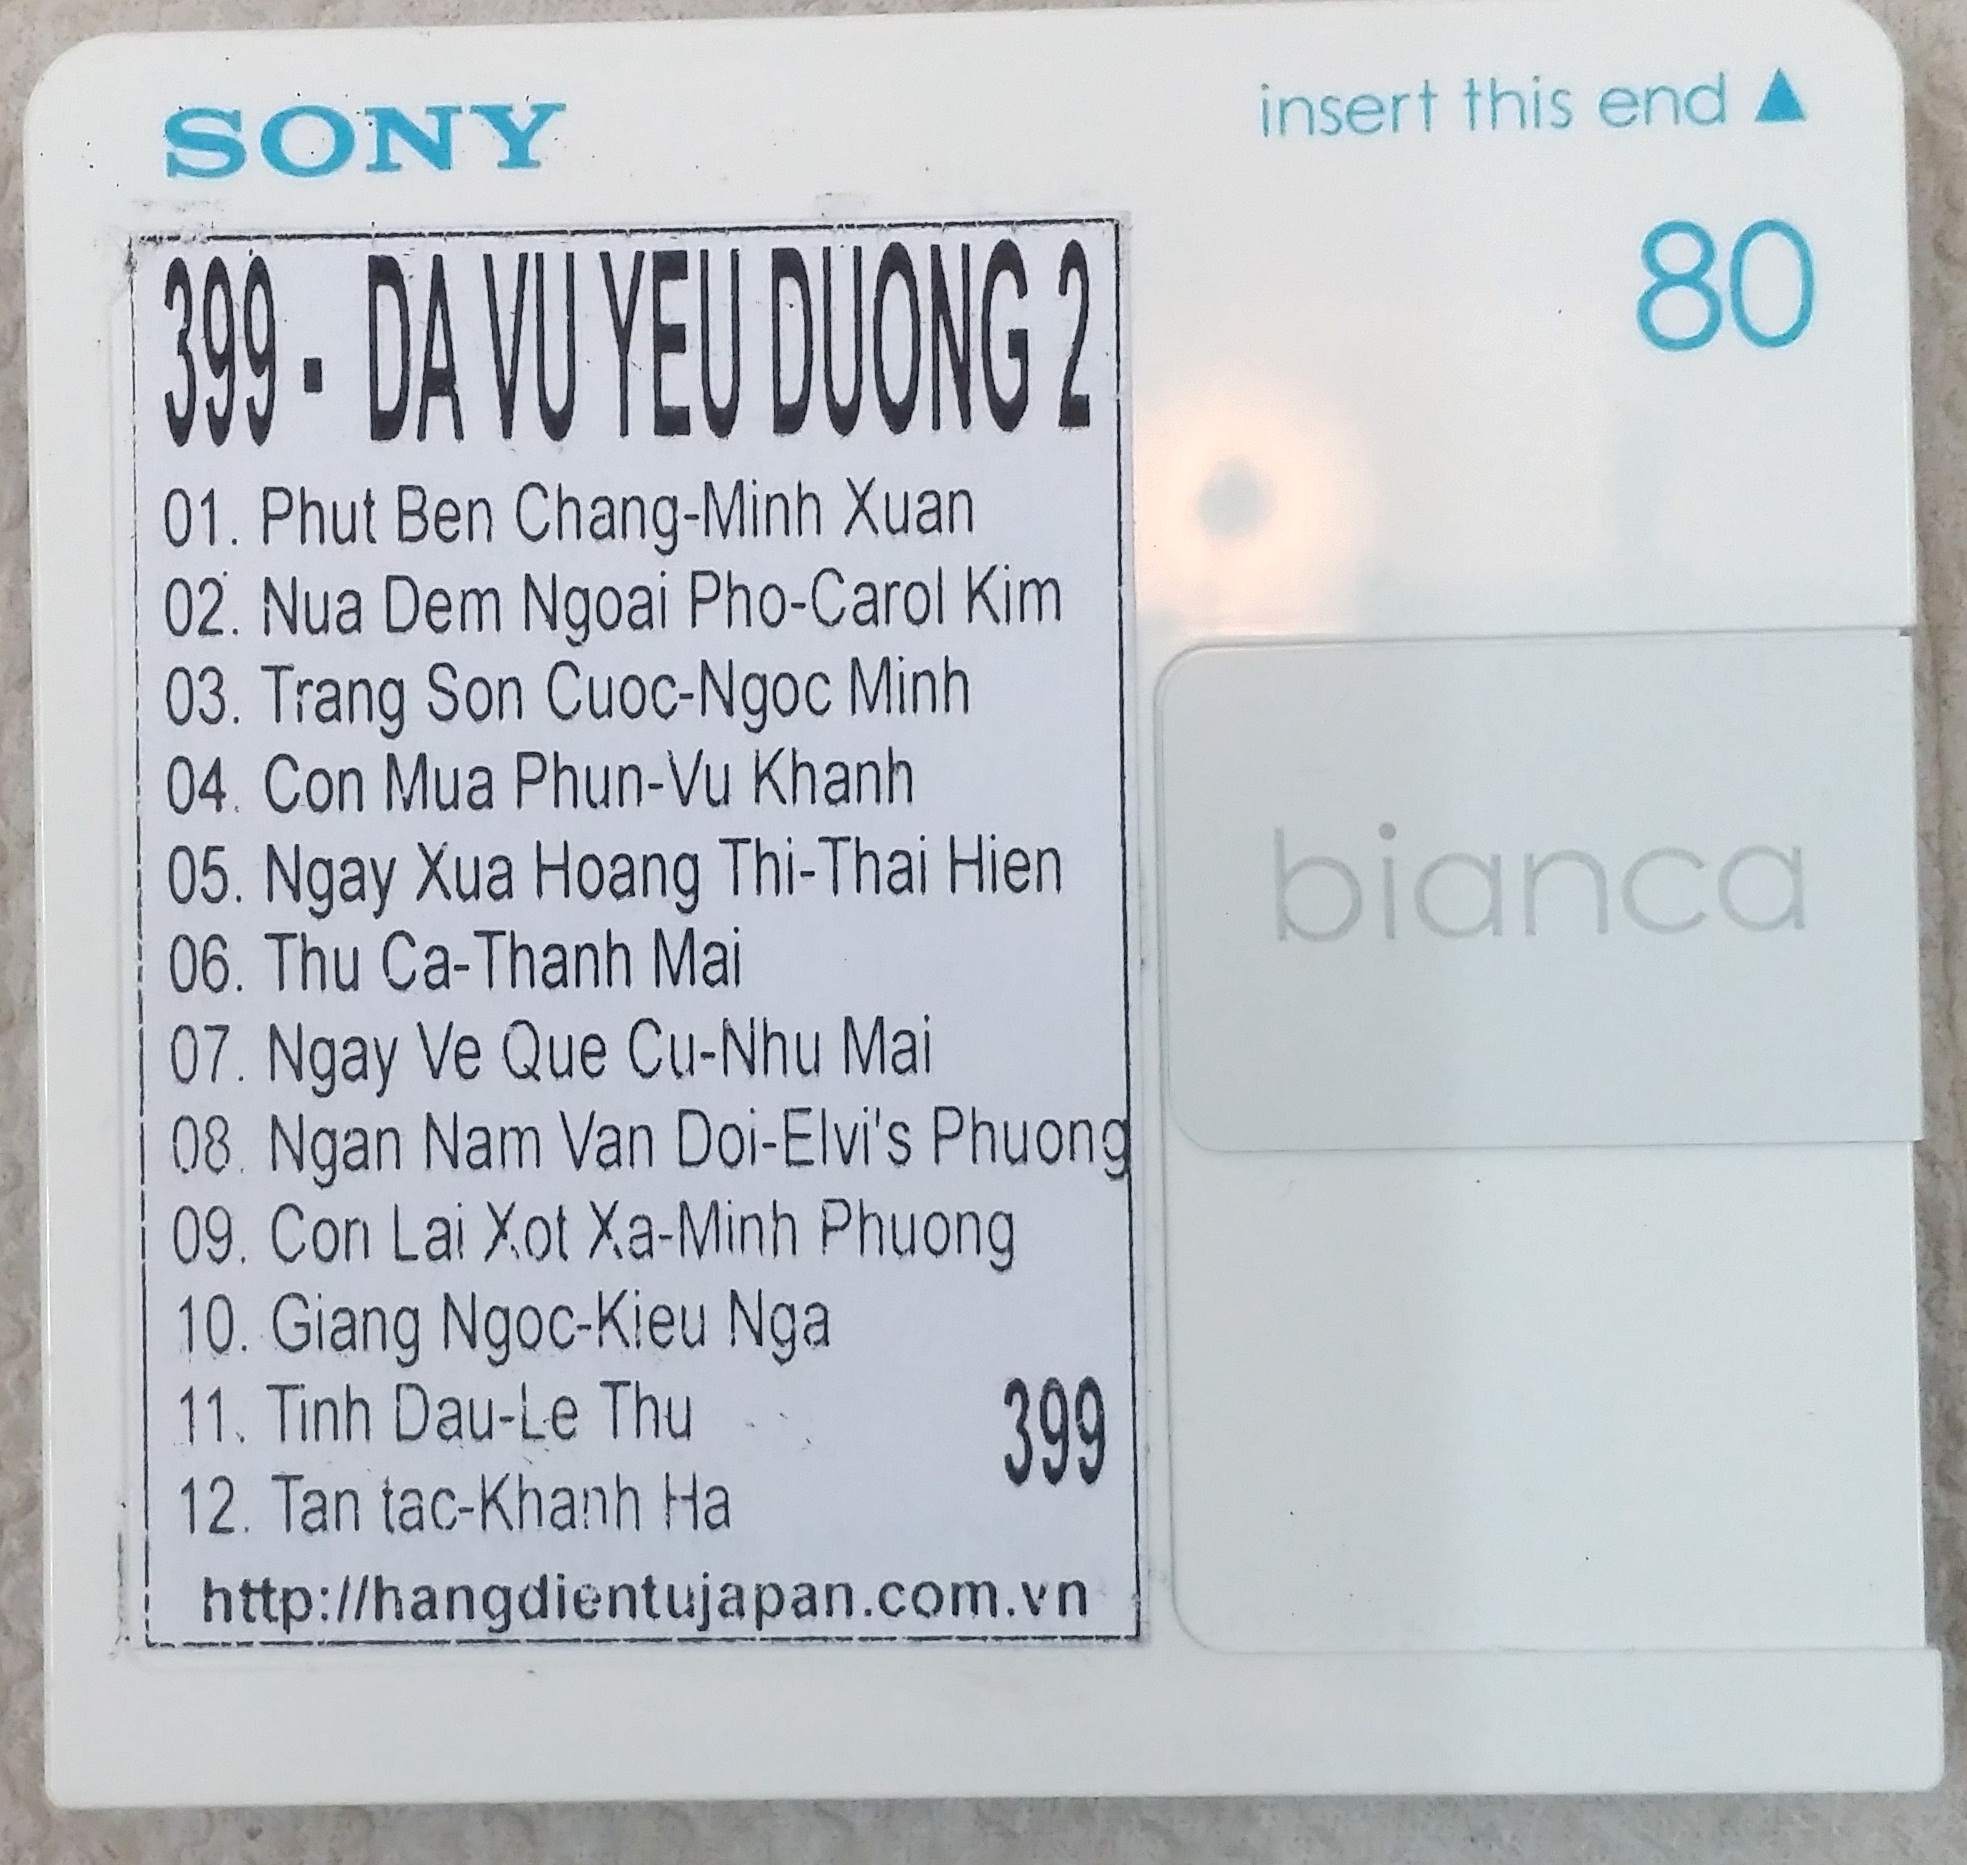 SONY
insert this end ▲
80
399 - DA VU YEU DUONG 2
01. Phut Ben Chang-Minh Xuan
02. Nua Dem Ngoai Pho-Carol Kim
03. Trang Son Cuoc-Ngoc Minh
04. Con Mua Phun-Vu Khanh
05. Ngay Xua Hoang Thi-Thai Hien
06. Thu Ca-Thanh Mai
07. Ngay Ve Que Cu-Nhu Mai
08. Ngan Nam Van Doi-Elvi's Phuong
09. Con Lai Xot Xa-Minh Phuong
10. Giang Ngoc-Kieu Nga
11. Tinh Dau-Le Thu
399
12. Tan tac-Khanh Ha
http://hangdientujapan.com.vn
bianca